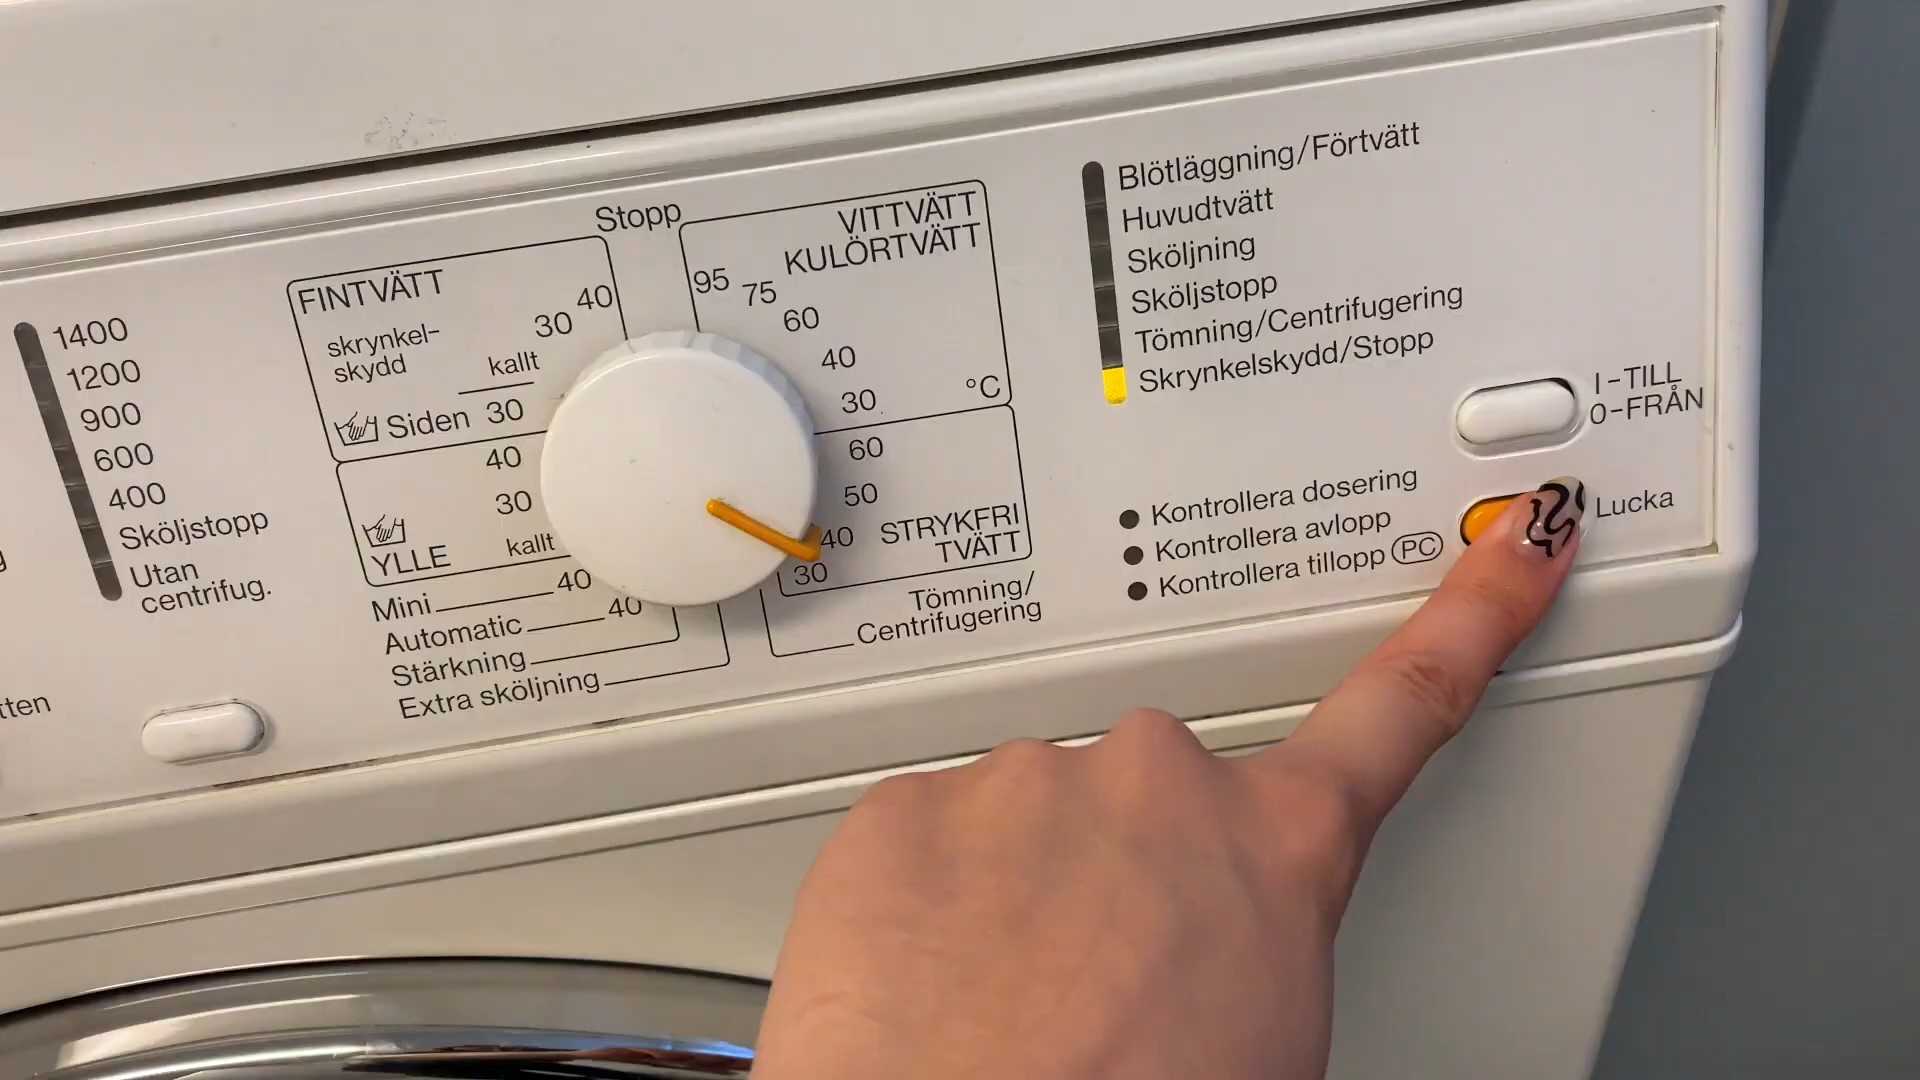 1400
1200
900
600
400
Sköljstopp
Utan
centrifug.
tten
Stopp
FINTVÄTT
skrynkel-
skydd
40
30
kallt
Siden 30
40
30
YLLE kallt
Mini 40
Automatic 40
Stärkning
Extra sköljning
VITTVÄTT
KULÖRTVÄTT
95
75
60
40
30
°C
60
50
40
STRYKFRI
TVÄTT
30
Tömning/
Centrifugering
Blötläggning/Förtvätt
Huvudtvätt
Sköljning
Sköljstopp
Tömning/Centrifugering
Skrynkelskydd/Stopp
I-TILL
0-FRÅN
Kontrollera dosering
Kontrollera avlopp
Kontrollera tillopp PC
Lucka